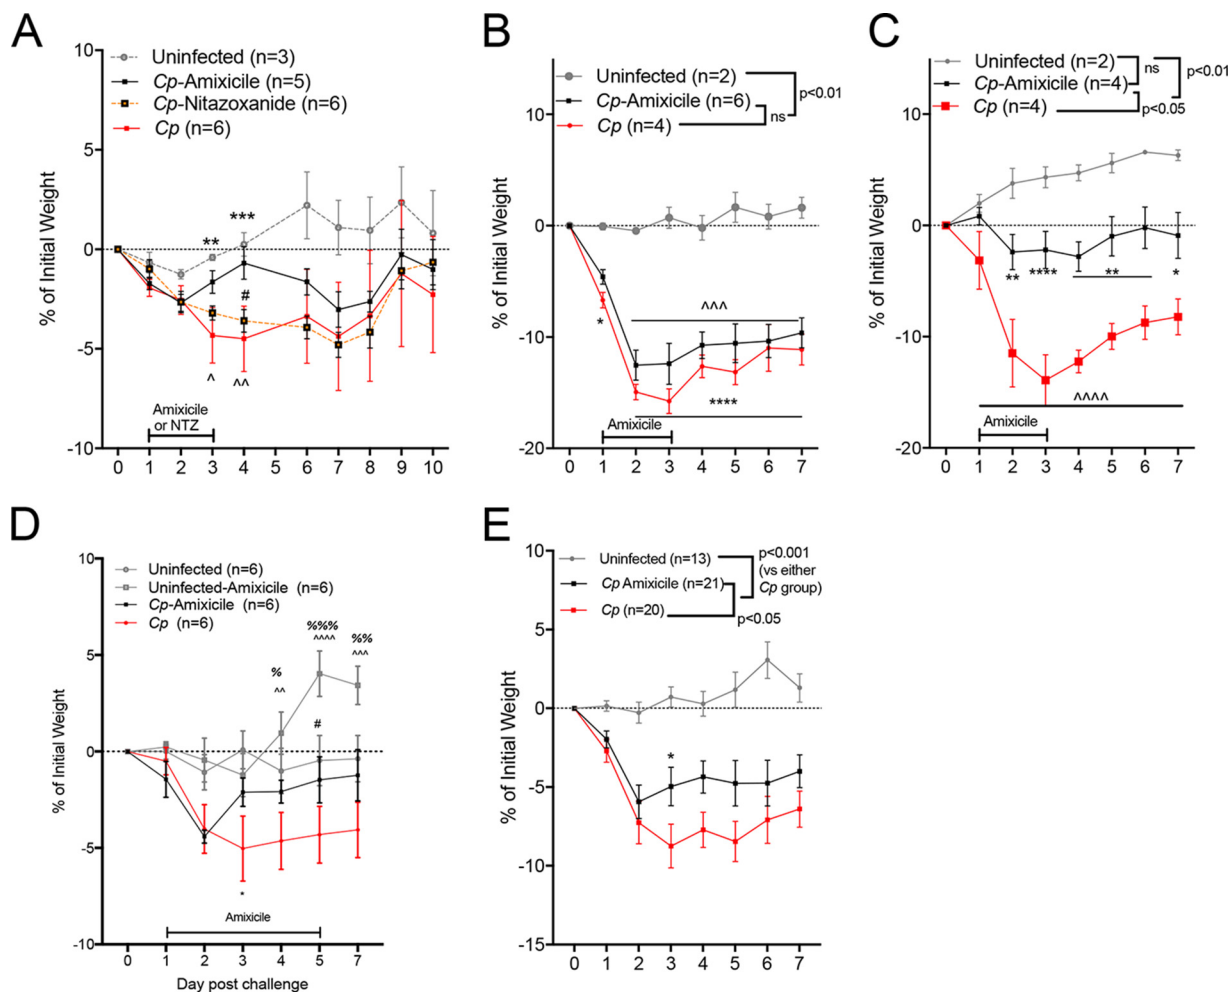 A
Uninfected (n=3)
Cp-Amixicile (n=5)
Cp-Nitazoxanide (n=6)
Cp (n=6)
% of Initial Weight
10
5
0
-5
-10
**
***
#
^
^^
Amixicile
or NTZ
0 1 2 3 4 5 6 7 8 9 10
B
Uninfected (n=2)
Cp-Amixicile (n=6)
Cp (n=4)
p<0.01
ns
% of Initial Weight
10
0
-10
-20
*
^^^
****
Amixicile
0 1 2 3 4 5 6 7
C
Uninfected (n=2)
Cp-Amixicile (n=4)
Cp (n=4)
ns
p<0.01
p<0.05
% of Initial Weight
10
0
-10
-20
** **** ** *
^^^^
Amixicile
0 1 2 3 4 5 6 7
D
Uninfected (n=6)
Uninfected-Amixicile (n=6)
Cp-Amixicile (n=6)
Cp (n=6)
% of Initial Weight
10
5
0
-5
-10
%
^^
%%%
^^^^
%%
^^^
#
*
Amixicile
0 1 2 3 4 5 7
Day post challenge
E
Uninfected (n=13)
Cp Amixicile (n=21)
Cp (n=20)
p<0.001
(vs either
Cp group)
p<0.05
% of Initial Weight
10
5
0
-5
-10
-15
*
0 1 2 3 4 5 6 7